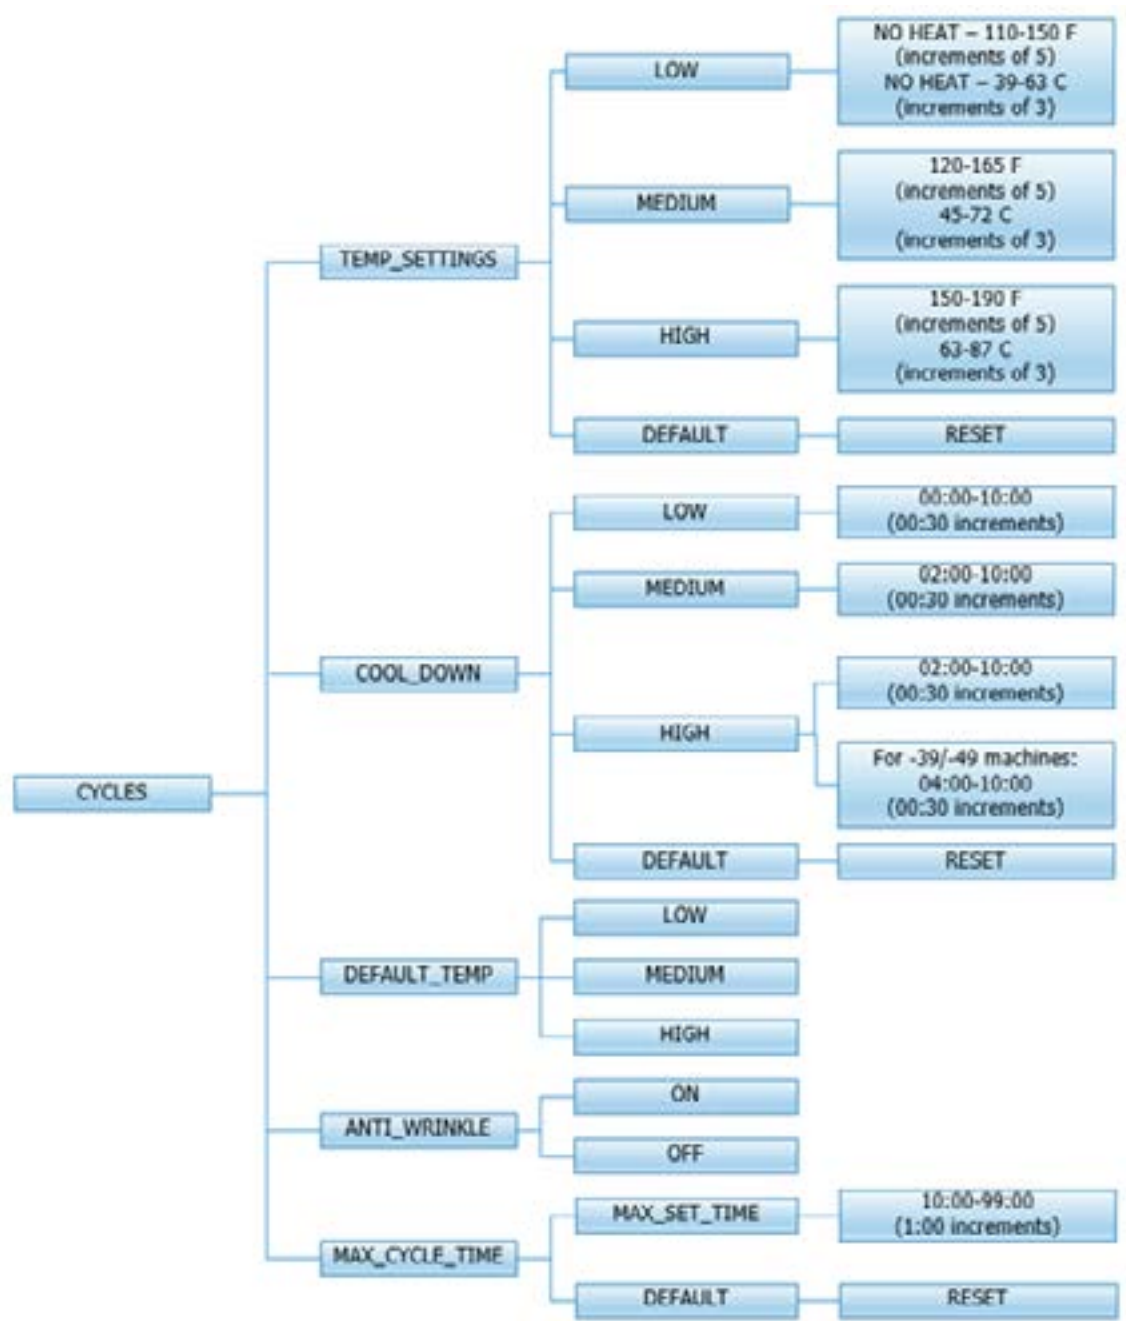 CYCLES
TEMP_SETTINGS
LOW
NO HEAT – 110-150 F
(increments of 5)
NO HEAT – 39-63 C
(increments of 3)
MEDIUM
120-165 F
(increments of 5)
45-72 C
(increments of 3)
HIGH
150-190 F
(increments of 5)
63-87 C
(increments of 3)
DEFAULT
RESET
COOL_DOWN
LOW
00:00-10:00
(00:30 increments)
MEDIUM
02:00-10:00
(00:30 increments)
HIGH
02:00-10:00
(00:30 increments)
For -39/-49 machines:
04:00-10:00
(00:30 increments)
DEFAULT
RESET
DEFAULT_TEMP
LOW
MEDIUM
HIGH
ANTI_WRINKLE
ON
OFF
MAX_CYCLE_TIME
MAX_SET_TIME
10:00-99:00
(1:00 increments)
DEFAULT
RESET